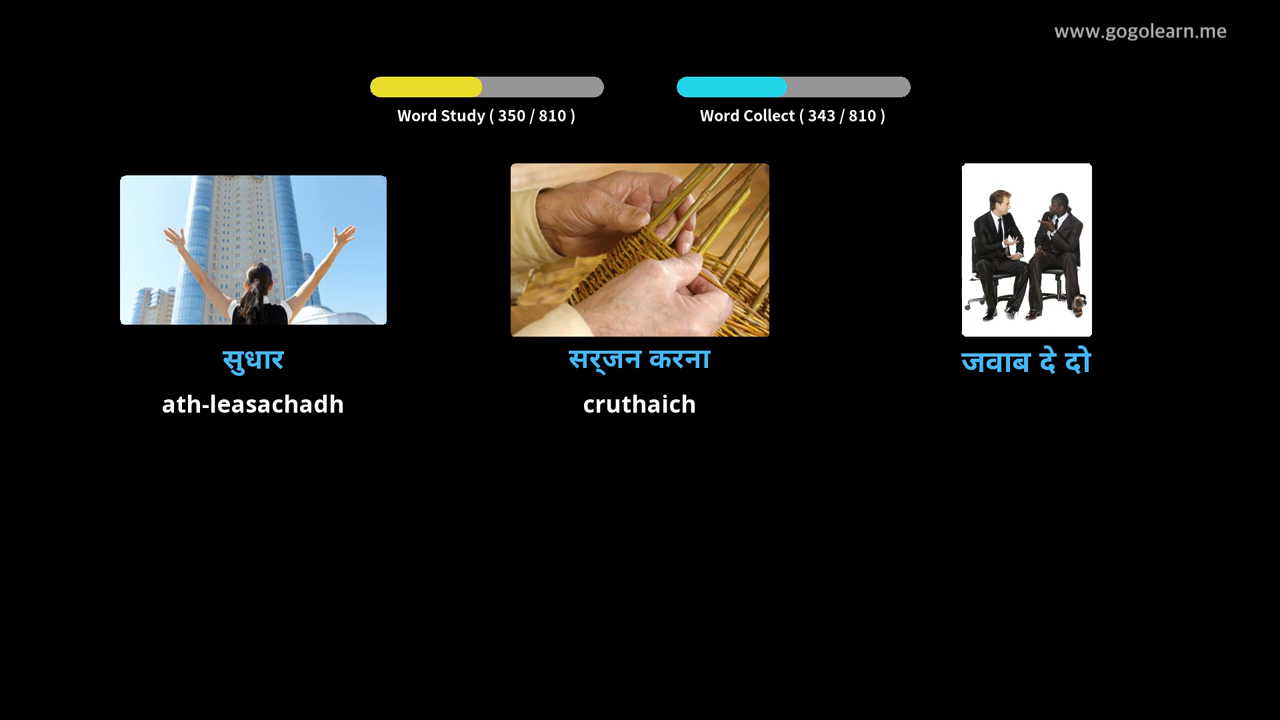 www.gogolearn.me
Word Study ( 350 / 810 )
Word Collect ( 343 / 810 )
सुधार
ath-leasachadh
सर्‍जन करना
cruthaich
जवाब दे दो